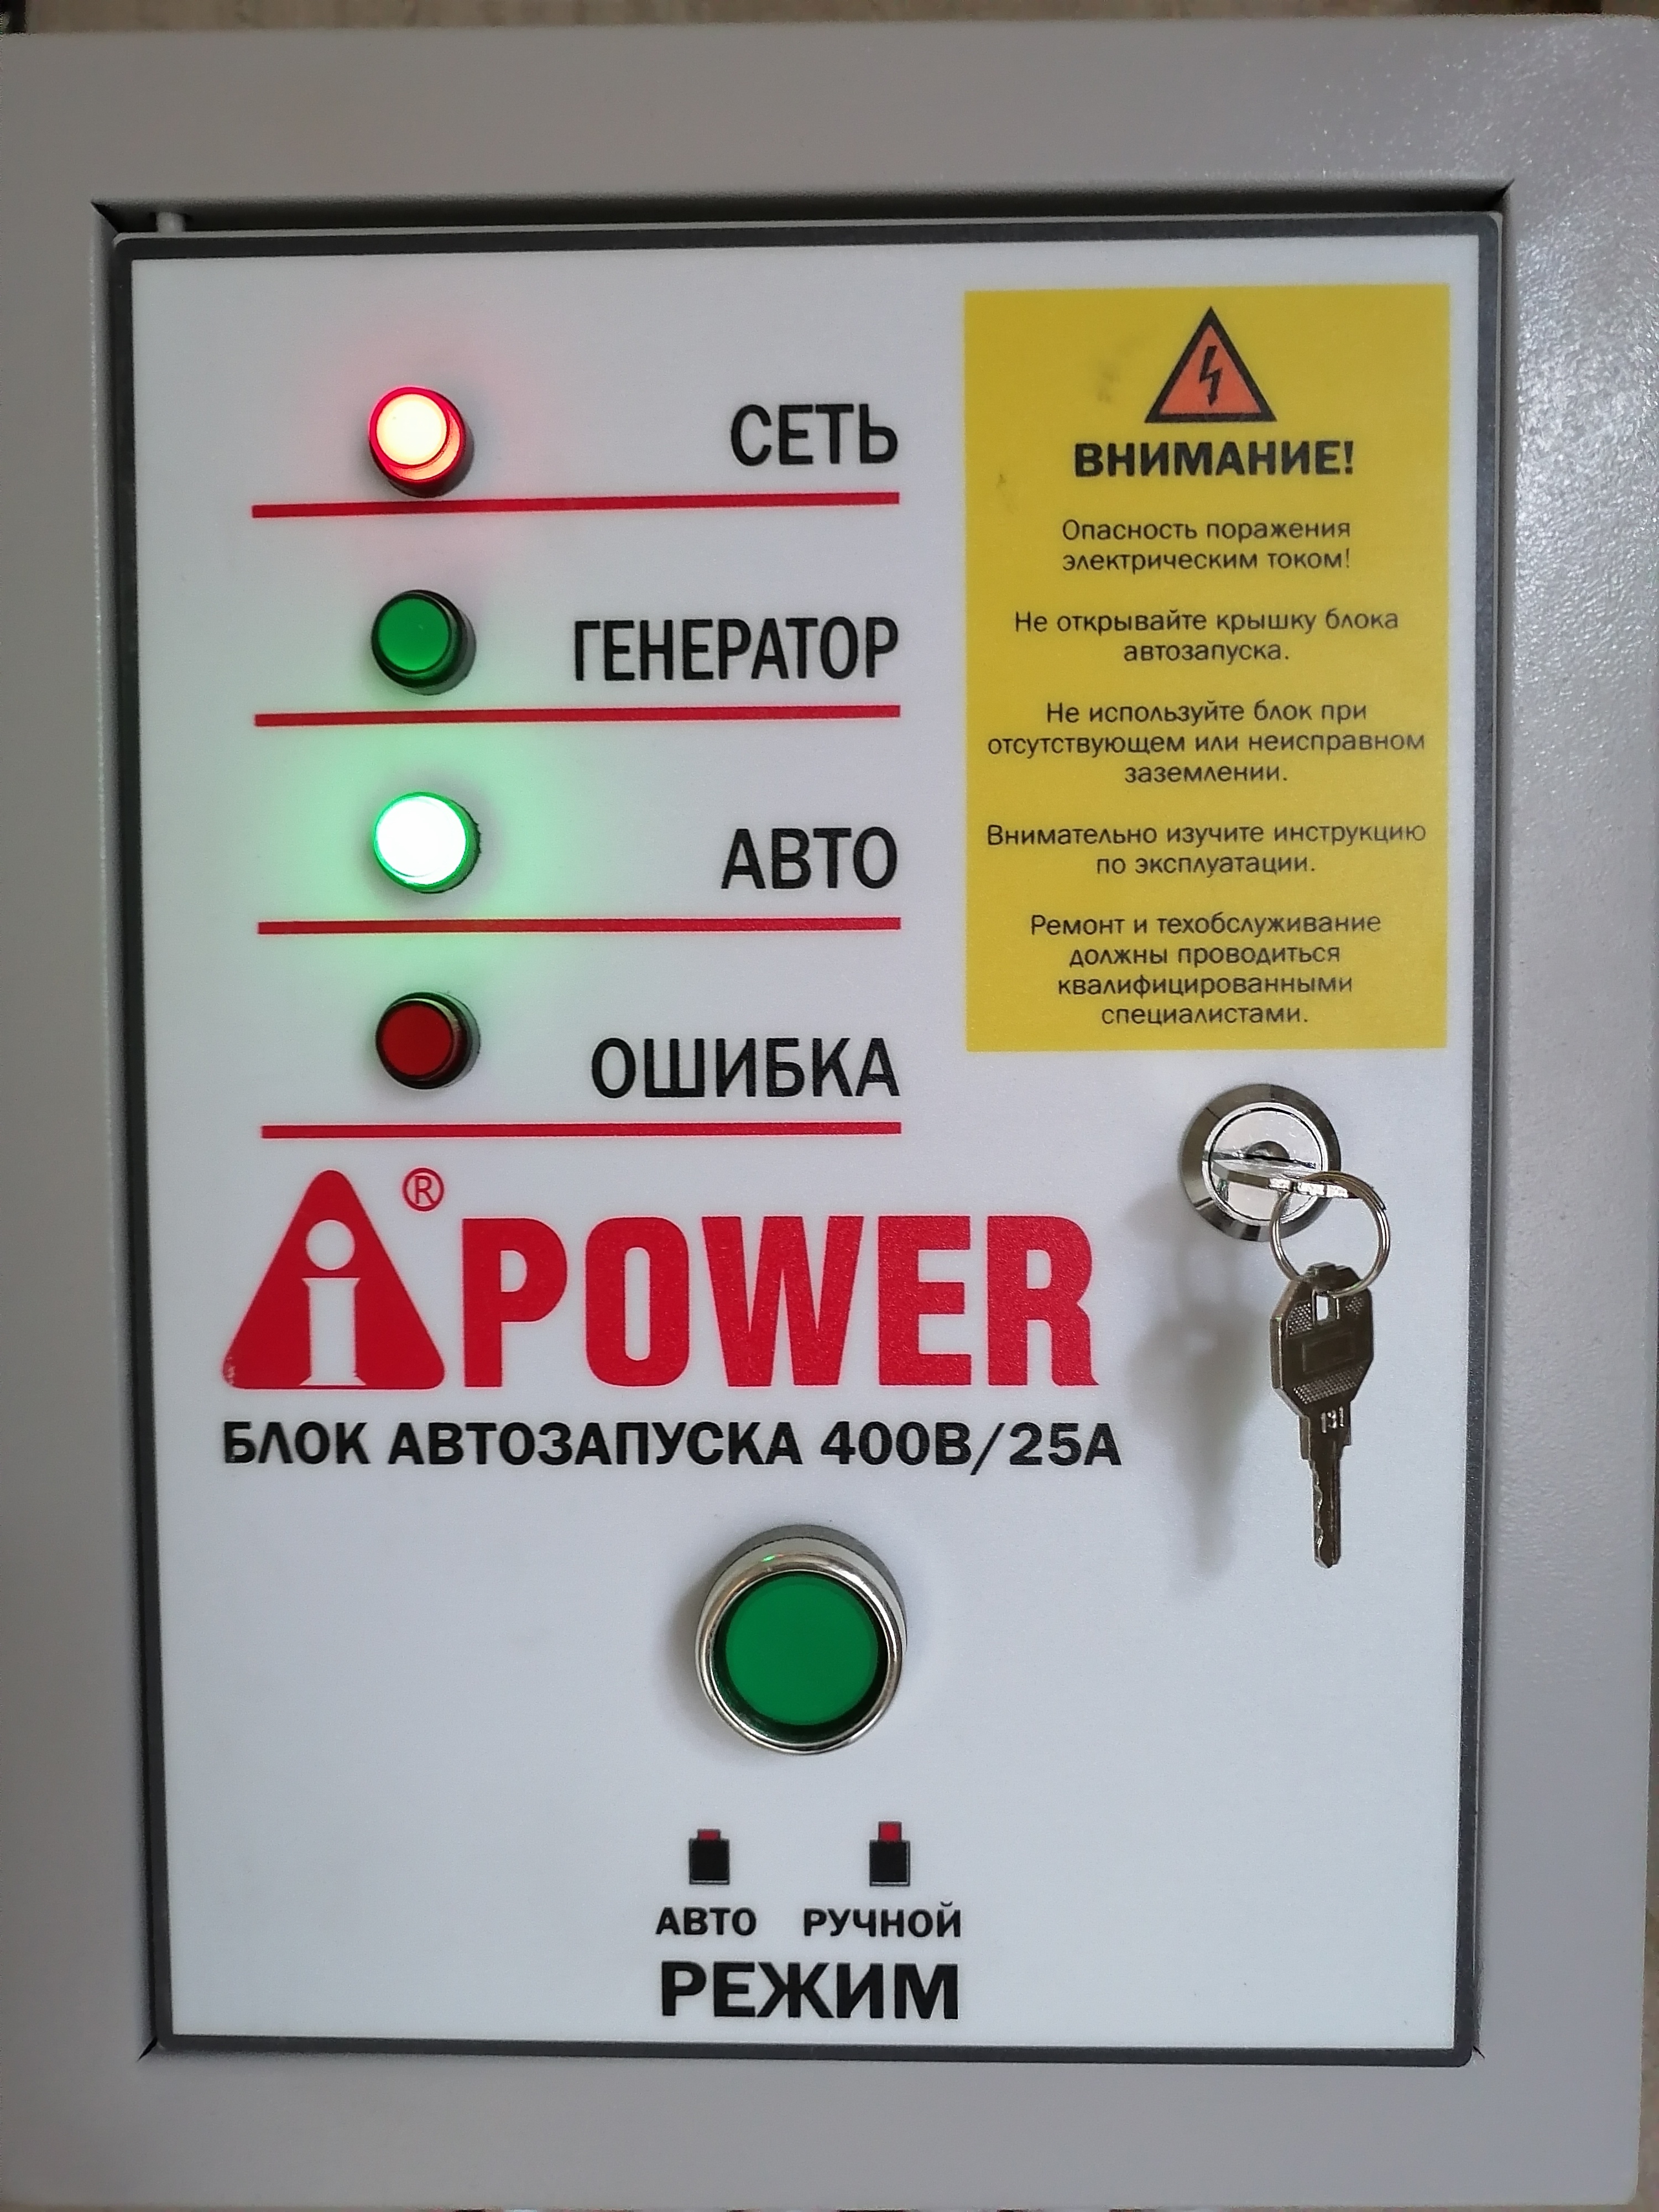 СЕТЬ
ГЕНЕРАТОР
АВТО
ОШИБКА
ВНИМАНИЕ!
Опасность поражения
электрическим током!
Не открывайте крышку блока
автозапуска.
Не используйте блок при
отсутствующем или неисправном
заземлении.
Внимательно изучите инструкцию
по эксплуатации.
Ремонт и техобслуживание
должны проводиться
квалифицированными
специалистами.
i ® POWER
БЛОК АВТОЗАПУСКА 400В/25А
131
АВТО РУЧНОЙ
РЕЖИМ